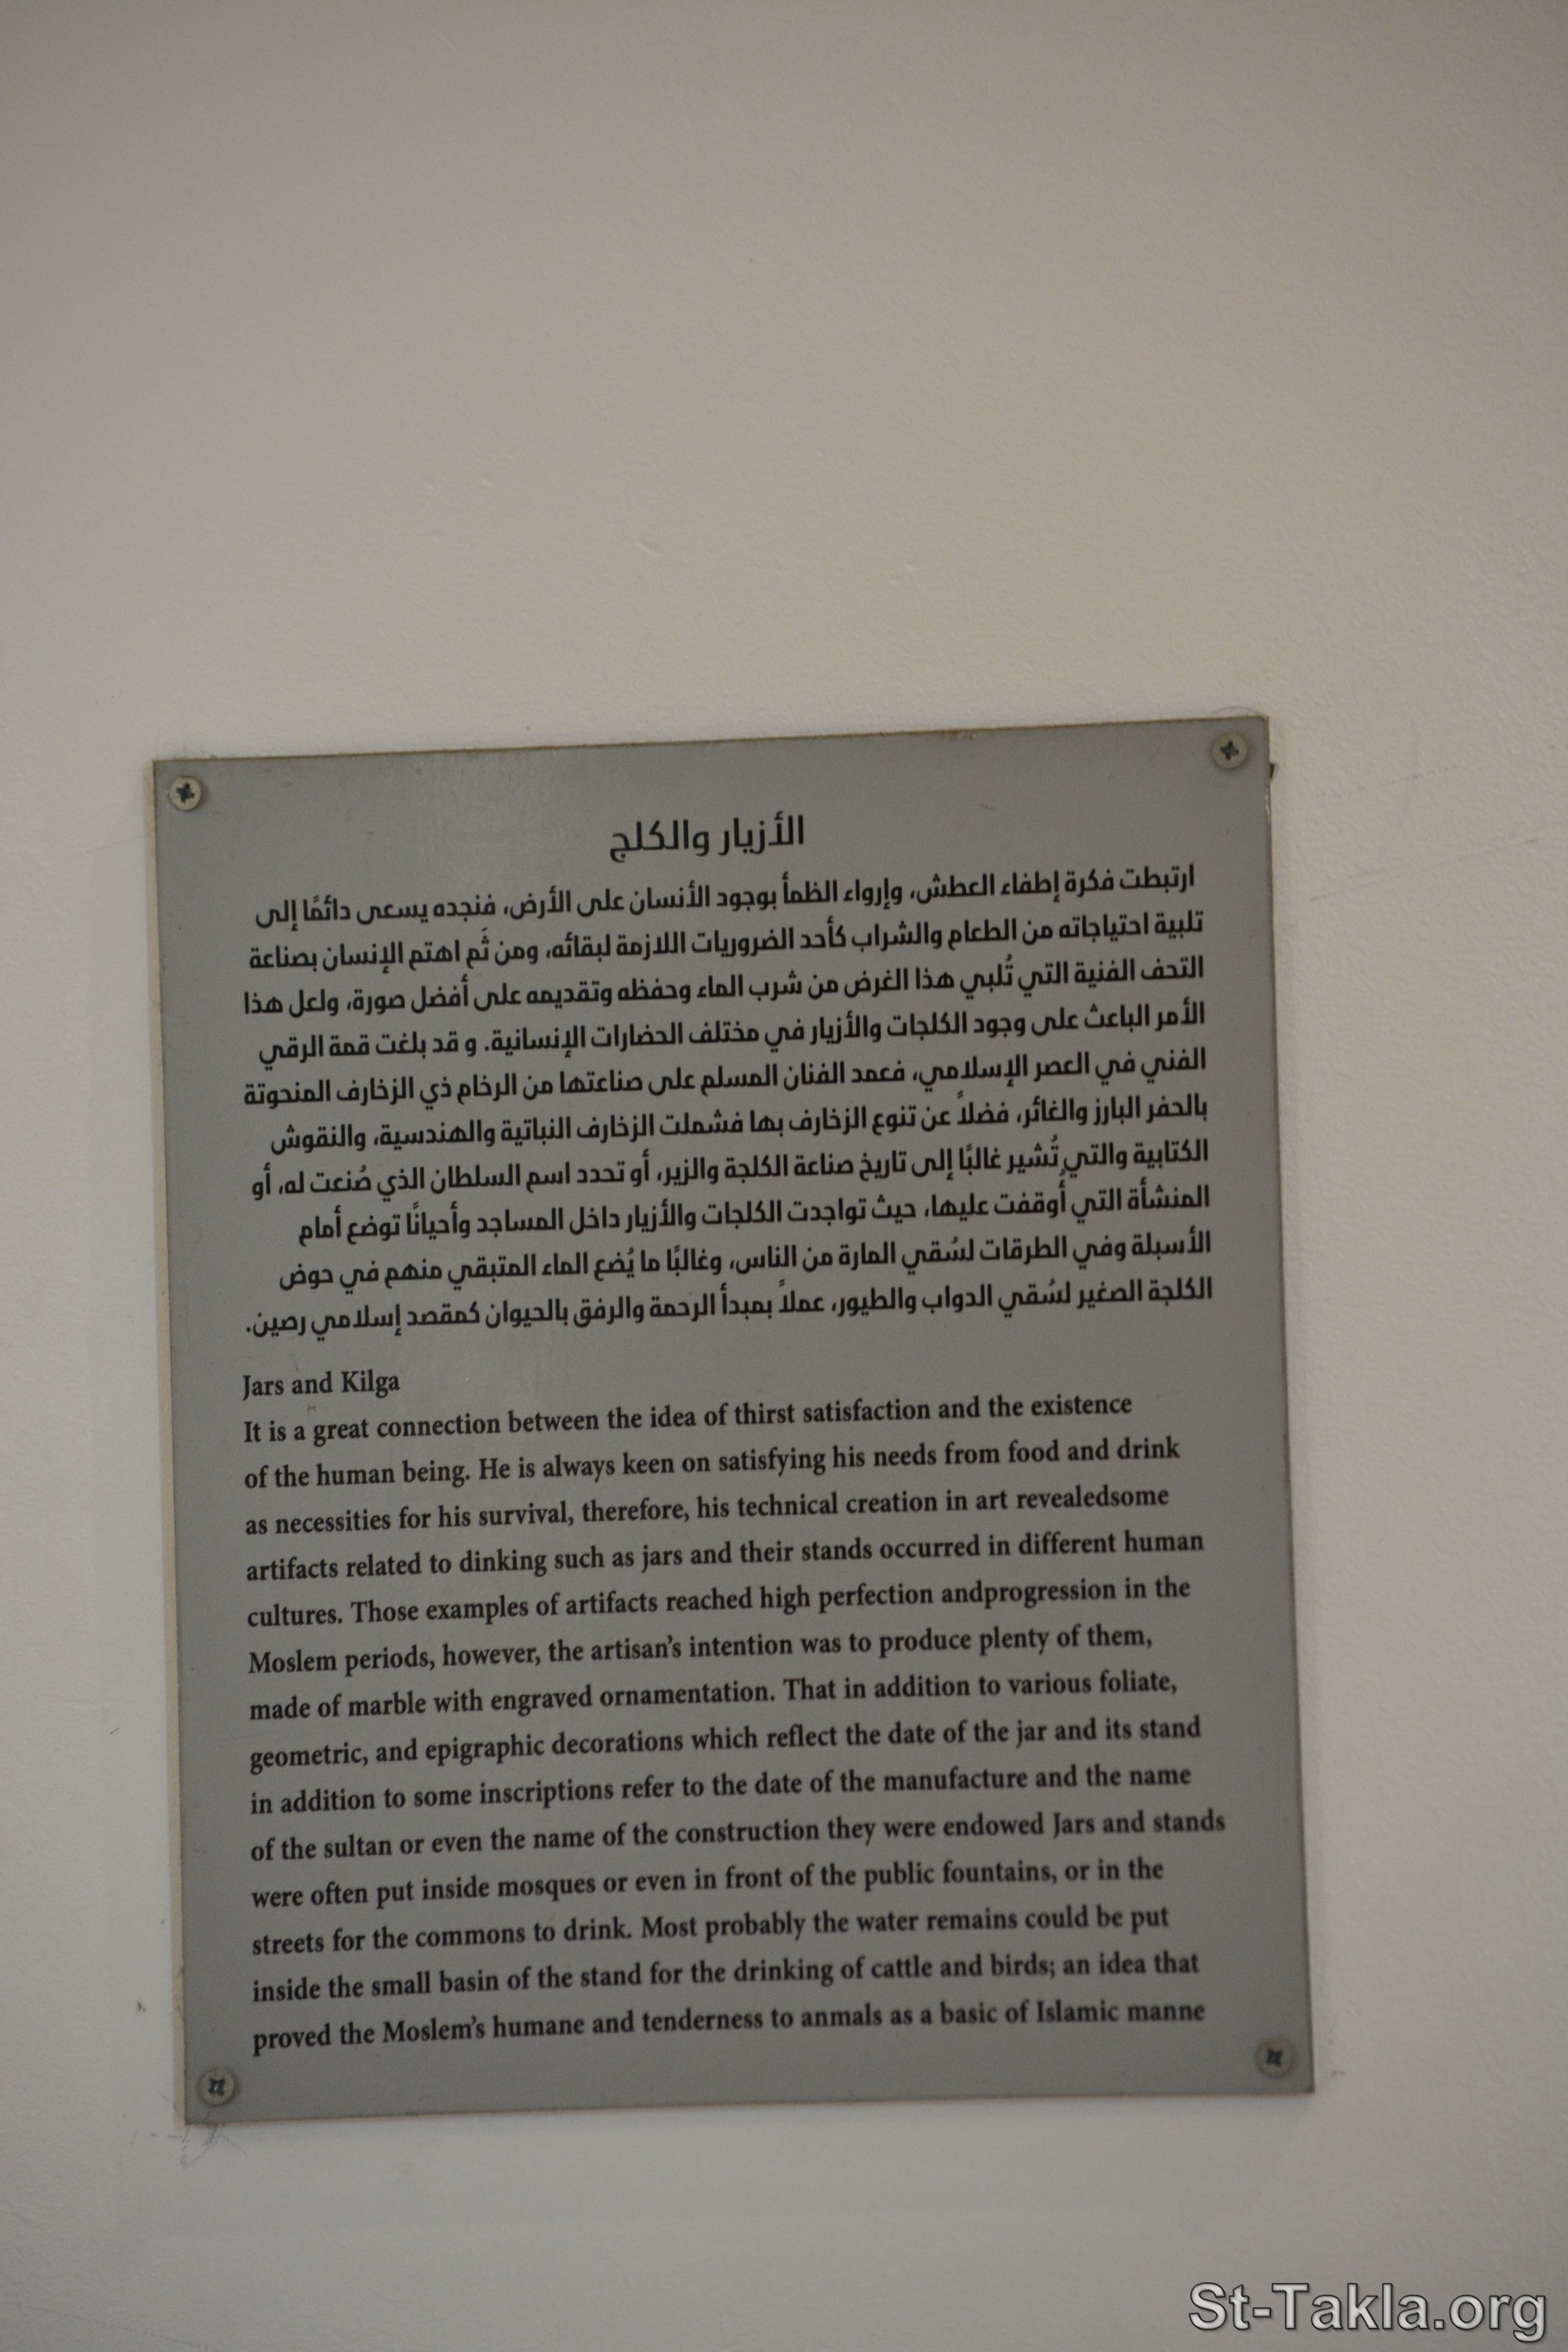 الأزيار والكلج
ارتبطت فكرة إطفاء العطش، وإرواء الظمأ بوجود الأنسان على الأرض، فنجده يسعى دائمًا إلى
تلبية احتياجاته من الطعام والشراب كأحد الضروريات اللازمة لبقائه، ومن ثَم اهتم الإنسان بصناعة
التحف الفنية التي تُلبي هذا الغرض من شرب الماء وحفظه وتقديمه على أفضل صورة، ولعل هذا
الأمر الباعث على وجود الكلجات والأزيار في مختلف الحضارات الإنسانية. و قد بلغت قمة الرقي
الفني في العصر الإسلامي، فعمد الفنان المسلم على صناعتها من الرخام ذي الزخارف المنحوتة
بالحفر البارز والغائر، فضلاً عن تنوع الزخارف بها فشملت الزخارف النباتية والهندسية، والنقوش
الكتابية والتي تُشير غالبًا إلى تاريخ صناعة الكلجة والزير، أو تحدد اسم السلطان الذي صُنعت له، أو
المنشأة التي أُوقفت عليها، حيث تواجدت الكلجات والأزيار داخل المساجد وأحيانًا توضع أمام
الأسبلة وفي الطرقات لسُقي المارة من الناس، وغالبًا ما يُضع الماء المتبقي منهم في حوض
الكلجة الصغير لسُقي الدواب والطيور، عملاً بمبدأ الرحمة والرفق بالحيوان كمقصد إسلامي رصين.
Jars and Kilga
It is a great connection between the idea of thirst satisfaction and the existence
of the human being. He is always keen on satisfying his needs from food and drink
as necessities for his survival, therefore, his technical creation in art revealedsome
artifacts related to dinking such as jars and their stands occurred in different human
cultures. Those examples of artifacts reached high perfection andprogression in the
Moslem periods, however, the artisan's intention was to produce plenty of them,
made of marble with engraved ornamentation. That in addition to various foliate,
geometric, and epigraphic decorations which reflect the date of the jar and its stand
in addition to some inscriptions refer to the date of the manufacture and the name
of the sultan or even the name of the construction they were endowed Jars and stands
were often put inside mosques or even in front of the public fountains, or in the
streets for the commons to drink. Most probably the water remains could be put
inside the small basin of the stand for the drinking of cattle and birds; an idea that
proved the Moslem's humane and tenderness to anmals as a basic of Islamic manne
St-Takla.org